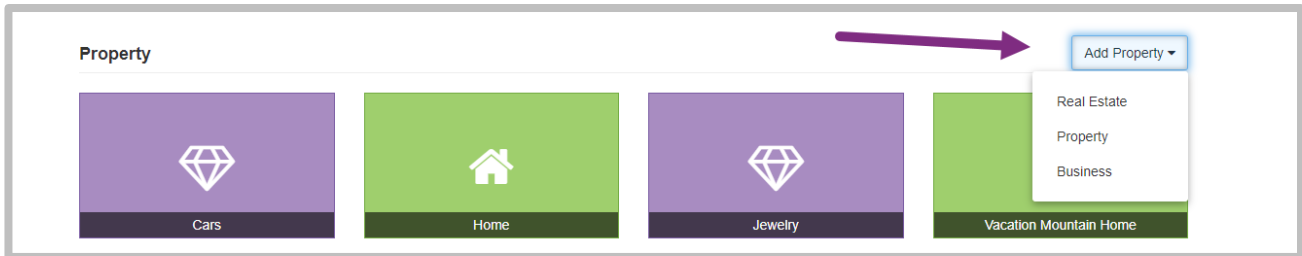 Property
Add Property
Real Estate
Property
Business
Cars
Home
Jewelry
Vacation Mountain Home